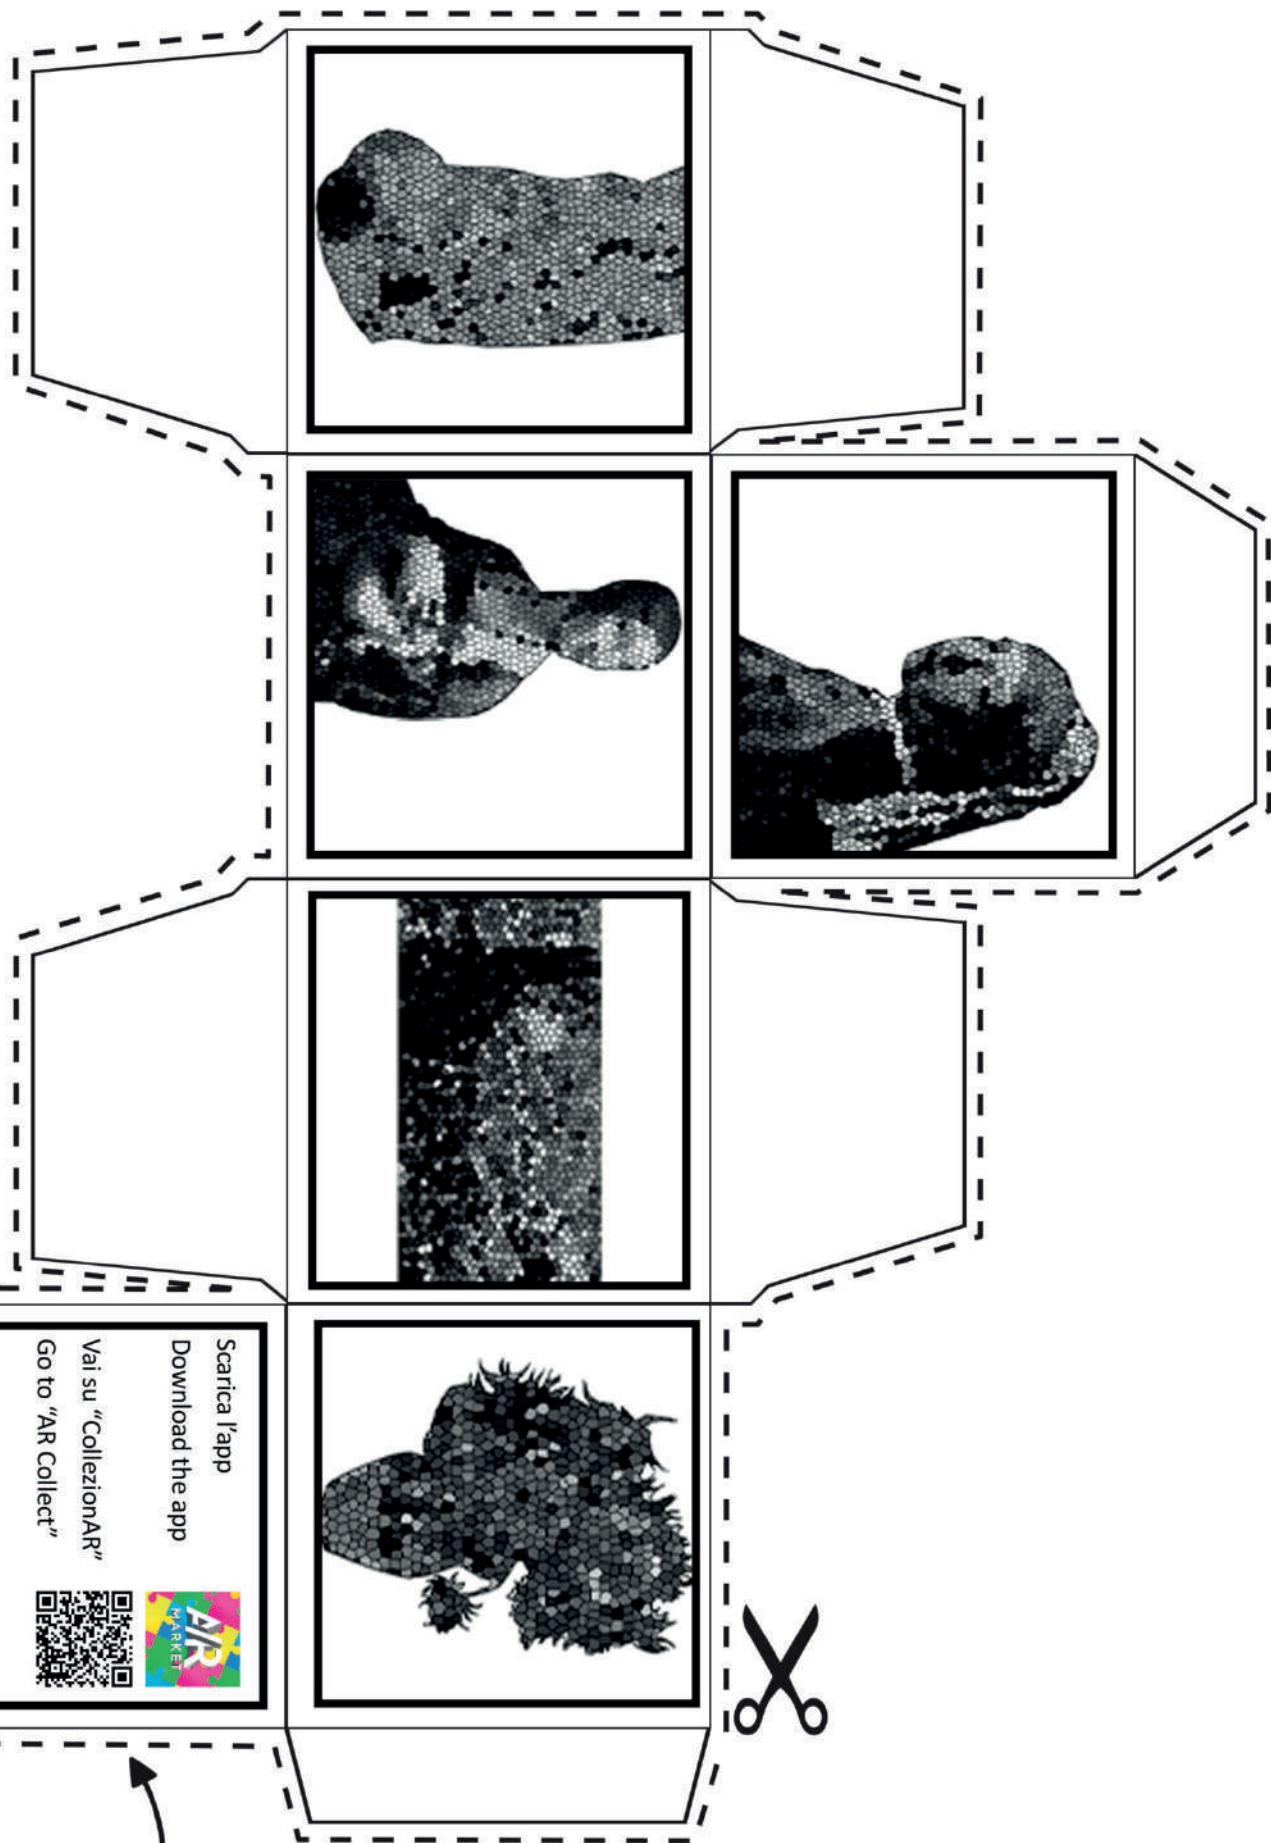 Scarica l'app
Download the app
Vai su “CollezionAR”
Go to “AR Collect”
AR
MARKET